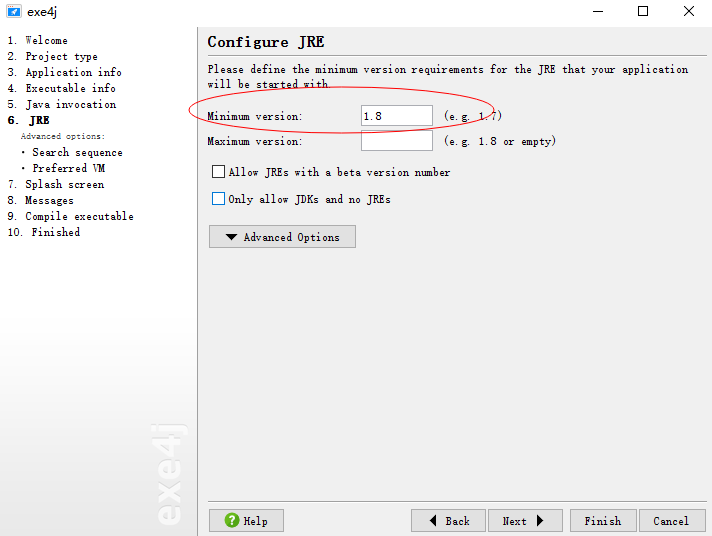 exe4j
1. Welcome
2. Project type
3. Application info
4. Executable info
5. Java invocation
6. JRE
Advanced options:
• Search sequence
• Preferred VM
7. Splash screen
8. Messages
9. Compile executable
10. Finished
exe4j
Configure JRE
Please define the minimum version requirements for the JRE that your application
will be started with.
Minimum version: 1.8 (e.g. 1.7)
Maximum version: (e.g. 1.8 or empty)
Allow JREs with a beta version number
Only allow JDKs and no JREs
Advanced Options
? Help Back Next Finish Cancel